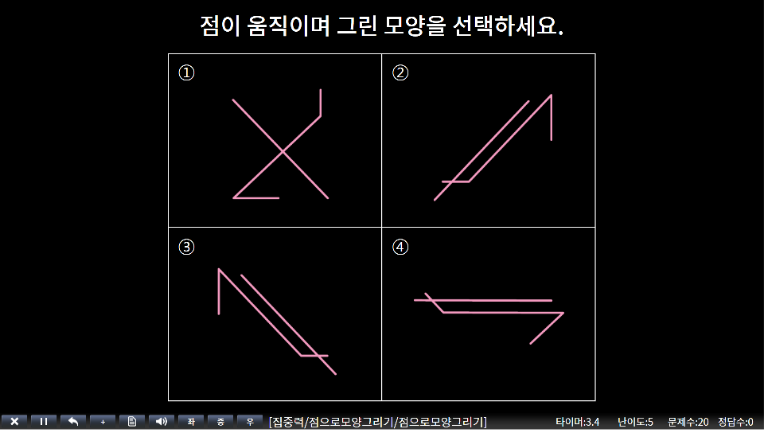 점이 움직이며 그린 모양을 선택하세요.
①
②
③
④
좌 중 우 [집중력/점으로모양그리기/점으로모양그리기] 타이머:3.4 난이도:5 문제수:20 정답수:0